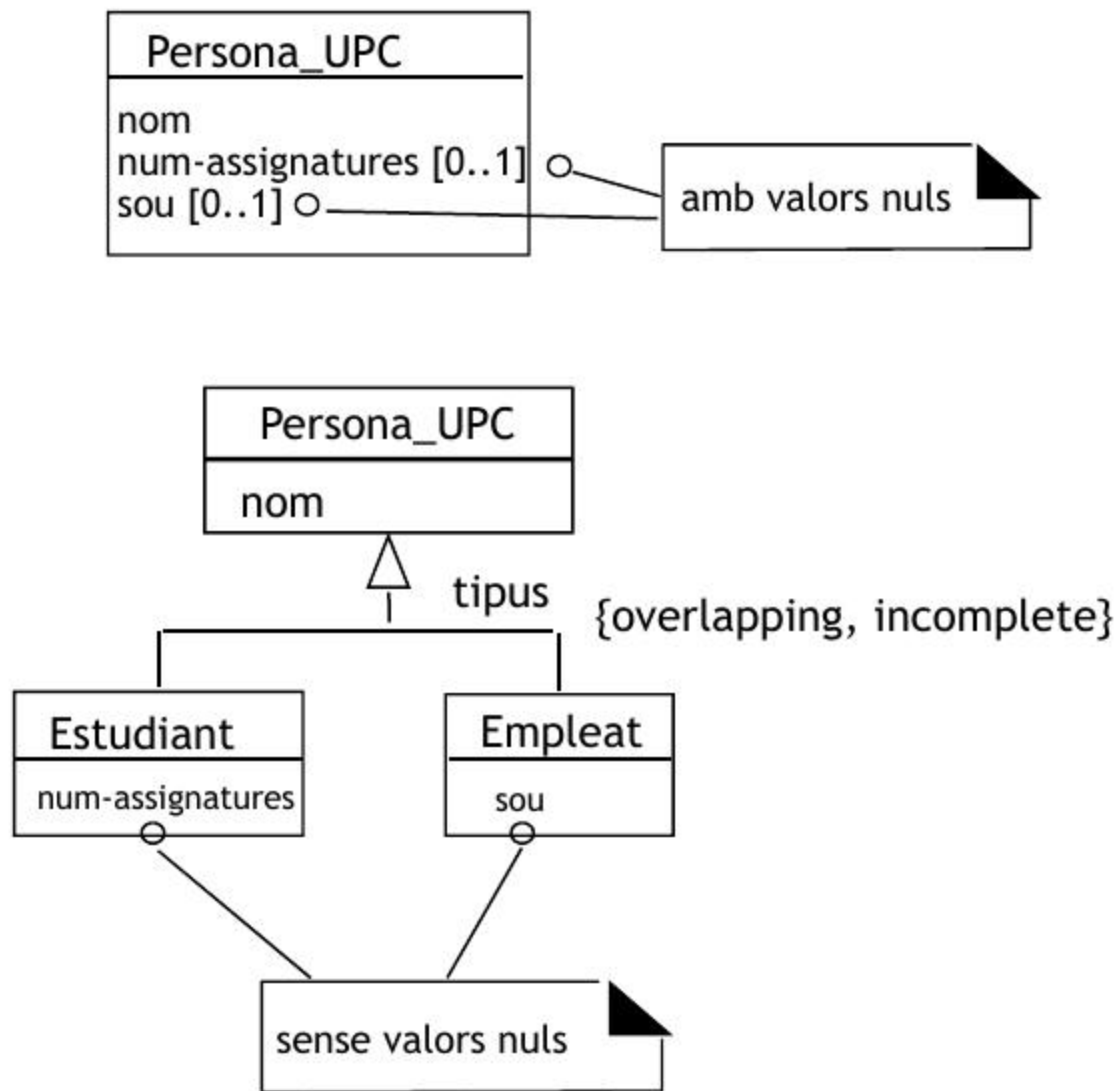 Persona_UPC
nom
num-assignatures [0..1]
sou [0..1]
amb valors nuls
Persona_UPC
nom
tipus
{overlapping, incomplete}
Estudiant
num-assignatures
Empleat
sou
sense valors nuls